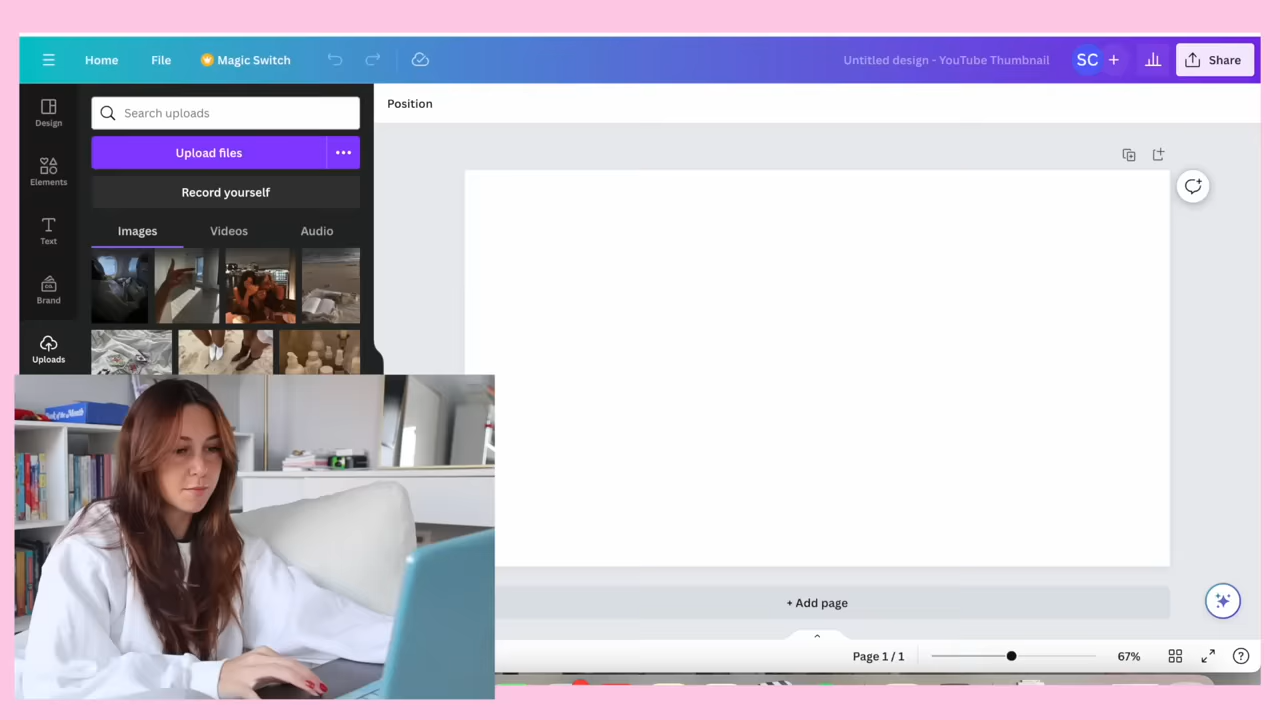 Home File Magic Switch Untitled design - YouTube Thumbnail SC + Share
Design
Search uploads
Position
Upload files
Elements
Record yourself
Text
Images Videos Audio
Brand
Uploads
+ Add page
Page 1 / 1 67%